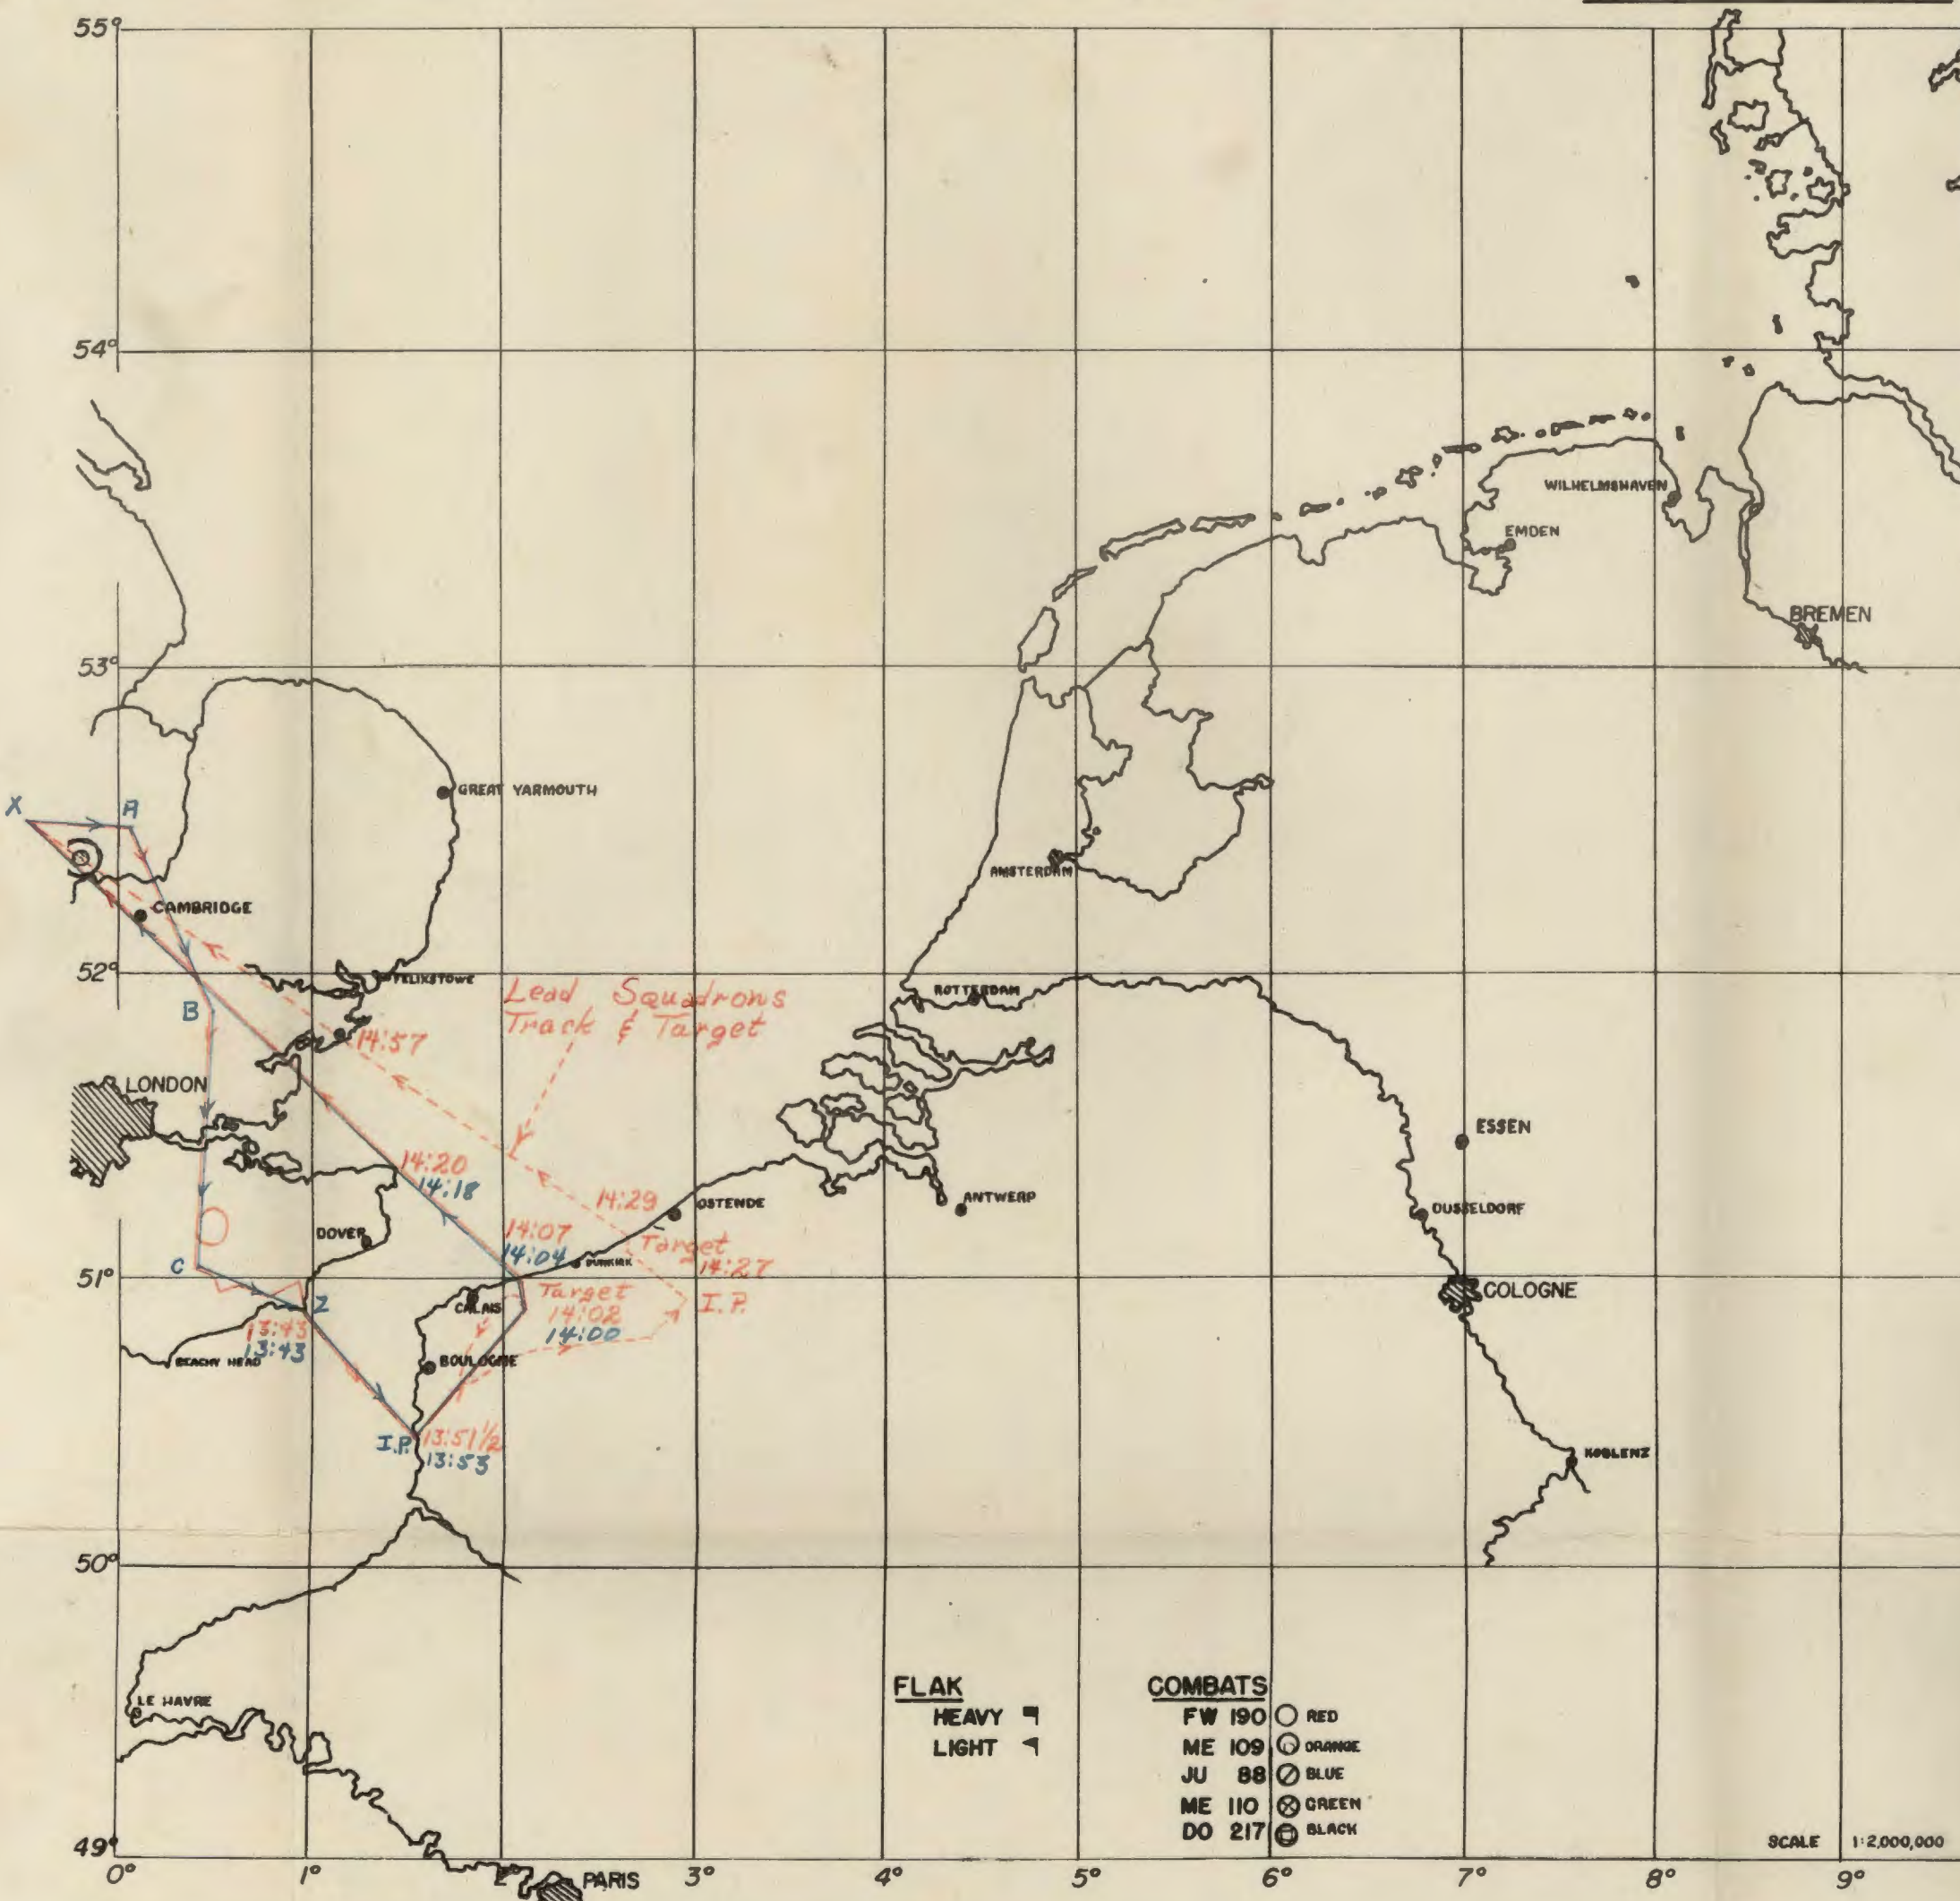 55°
54°
WILHELMSHAVEN
EMDEN
BREMEN
53°
X
A
GREAT YARMOUTH
AMSTERDAM
CAMBRIDGE
52°
FELIXSTOWE
Lead Squadrons
Track & Target
ROTTERDAM
B
14:57
LONDON
ESSEN
14:20
14:18
14:29
OSTENDE
ANTWERP
DUSSELDORF
DOVER
14:07
14:04
Target
14:27
DUNKIRK
C
51°
Z
CALAIS
Target
14:02
14:00
I.P.
COLOGNE
13:43
13:43
BEACHY HEAD
BOULOGNE
I.P.
13:51 1/2
13:53
KOBLENZ
50°
LE HAVRE
FLAK
HEAVY
LIGHT
COMBATS
FW 190 RED
ME 109 ORANGE
JU 88 BLUE
ME 110 GREEN
DO 217 BLACK
SCALE 1:2,000,000
49°
0° 1° 2° PARIS 3° 4° 5° 6° 7° 8° 9°